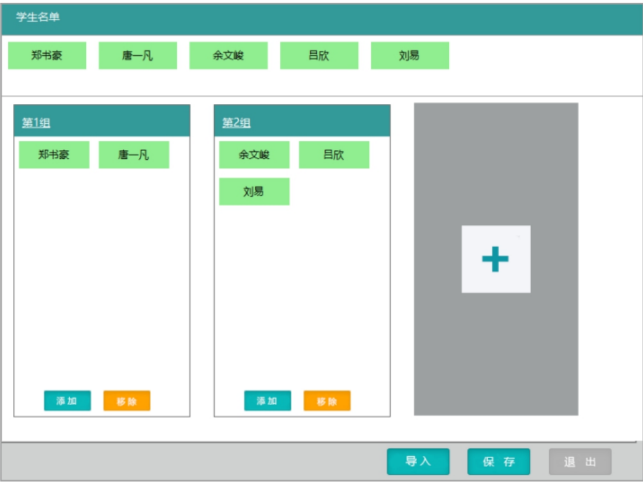 学生名单
郑书豪 唐一凡 余文峻 吕欣 刘易
第1组
郑书豪 唐一凡
添加 移除
第2组
余文峻 吕欣
刘易
添加 移除
导入 保存 退出